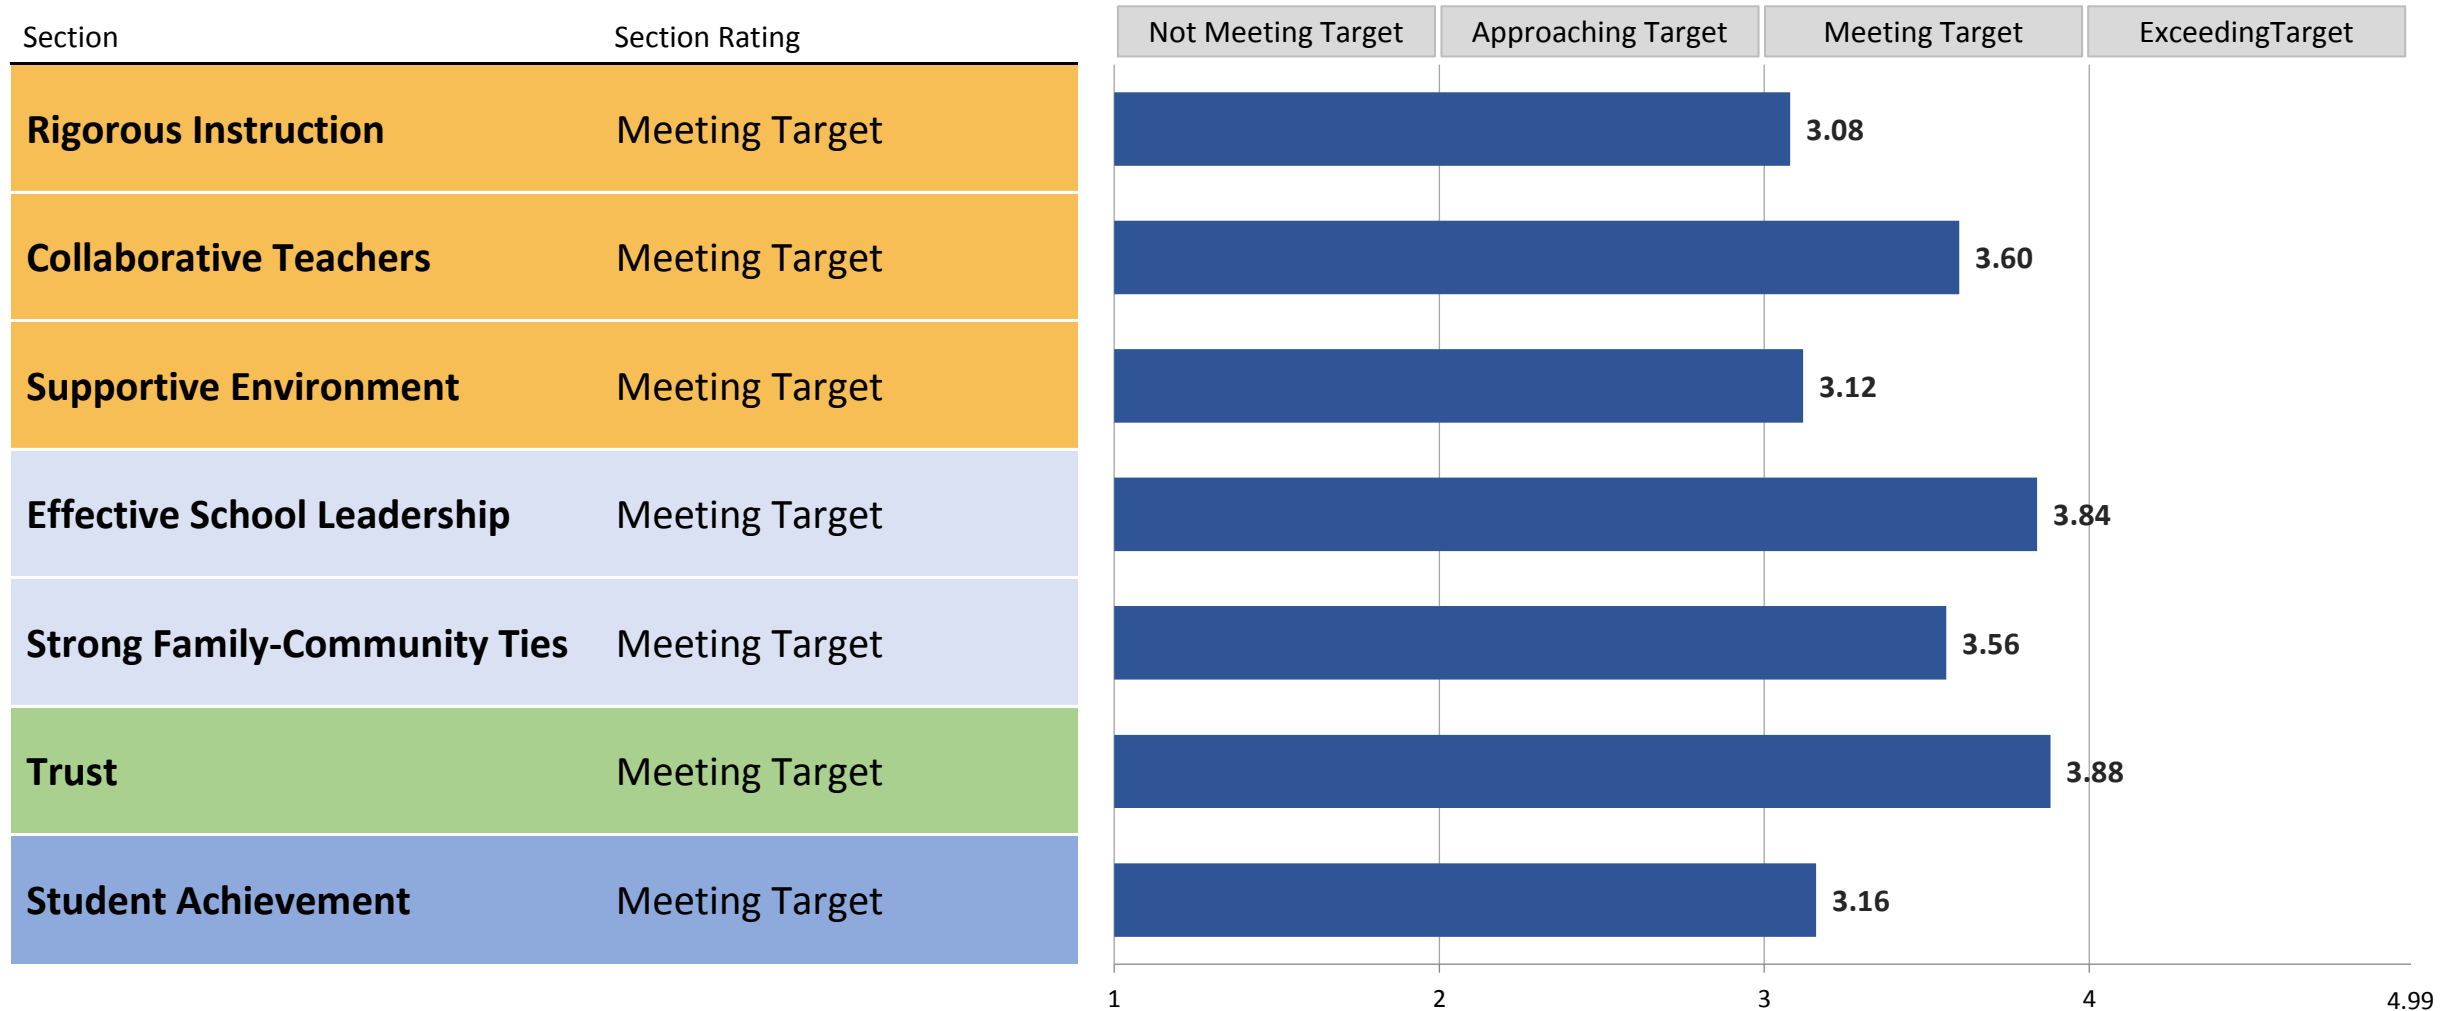 Section Section Rating Not Meeting Target Approaching Target Meeting Target ExceedingTarget
Rigorous Instruction Meeting Target 3.08
Collaborative Teachers Meeting Target 3.60
Supportive Environment Meeting Target 3.12
Effective School Leadership Meeting Target 3.84
Strong Family-Community Ties Meeting Target 3.56
Trust Meeting Target 3.88
Student Achievement Meeting Target 3.16
1 2 3 4 4.99